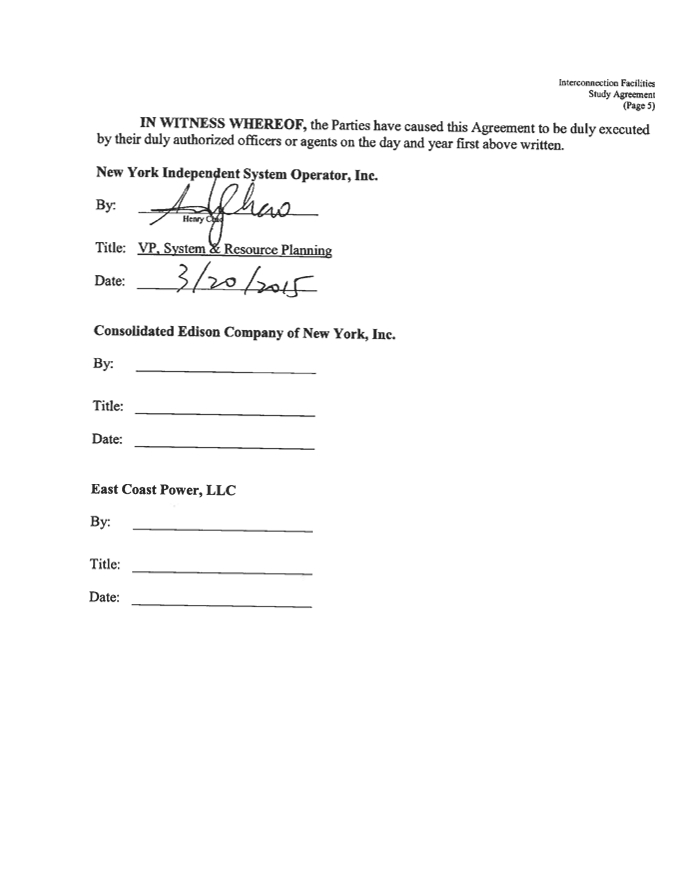 Interconnection Facilities
Study Agreement
(Page 5)
IN WITNESS WHEREOF, the Parties have caused this Agreement to be duly executed
by their duly authorized officers or agents on the day and year first above written.
New York Independent System Operator, Inc.
By:
Henry
Title: VP, System & Resource Planning
Date: 3/20/2015
Consolidated Edison Company of New York, Inc.
By:
Title:
Date:
East Coast Power, LLC
By:
Title:
Date: